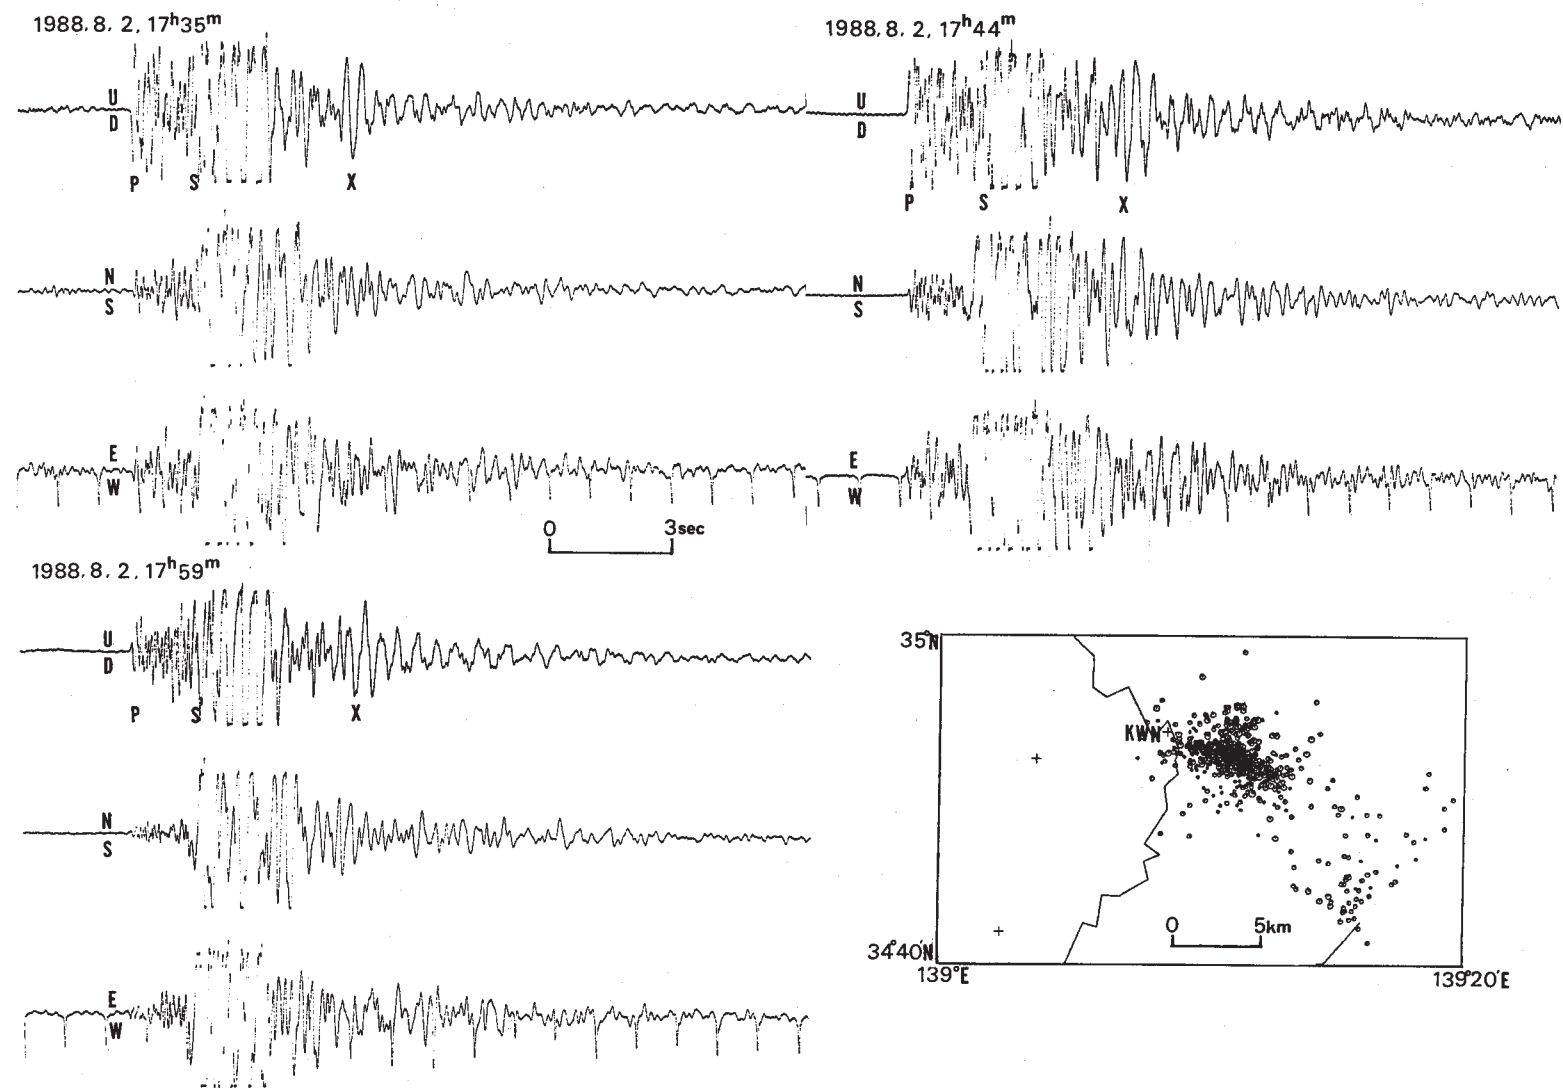 1988. 8. 2, 17h35m
U
D
P S X
N
S
E
W
0 3sec
1988. 8. 2, 17h44m
U
D
P S X
N
S
E
W
1988. 8. 2, 17h59m
U
D
P S X
N
S
E
W
35°N
KWN
0 5km
34°40'N
139°E 139°20'E